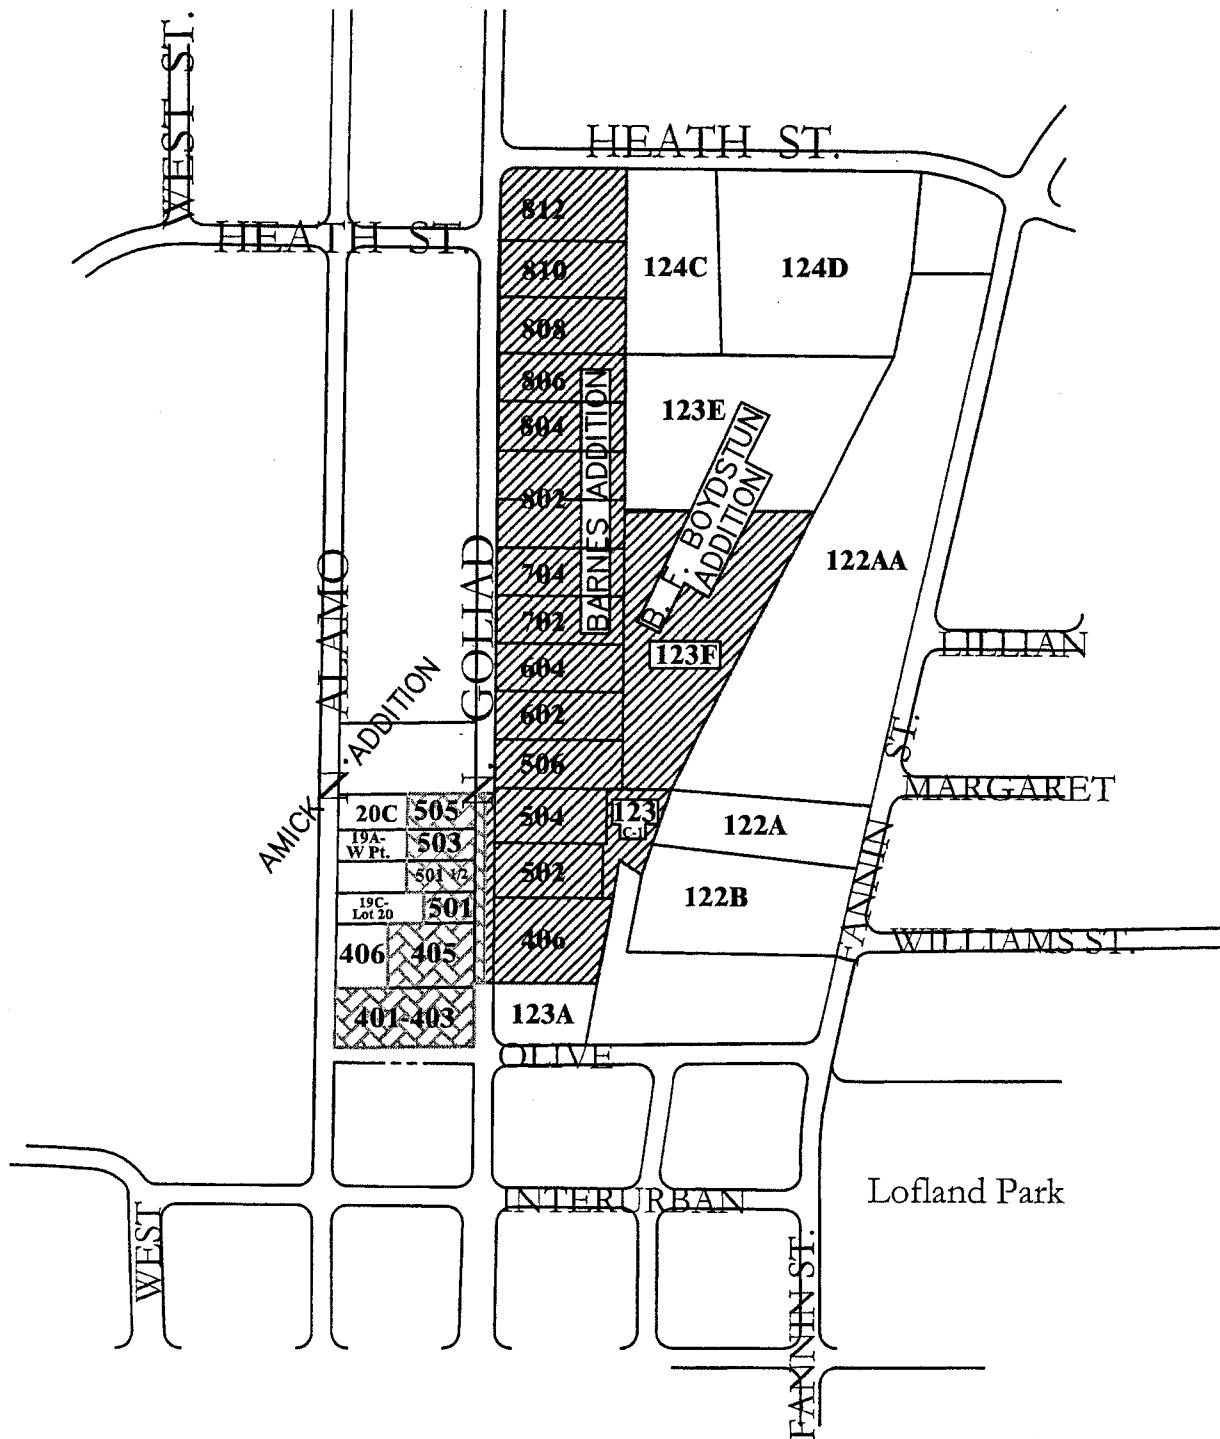 WEST ST.
HEATH ST.
HEATH ST.
812
810
124C
124D
808
806
123E
804
BARNES ADDITION
B. F. BOYDSTUN
ADDITION
802
122AA
704
702
N. ALAMO
N. GOLIAD
LILLIAN
604
123F
602
AMICK ADDITION
506
MARGARET
20C
505
504
123
C-1
122A
19A-
W Pt.
503
501 1/2
502
122B
19C-
Lot 20
501
FANNIN ST.
406
405
406
WILLIAMS ST.
401-403
123A
OLIVE
INTERURBAN
Lofland Park
WEST
FANNIN ST.